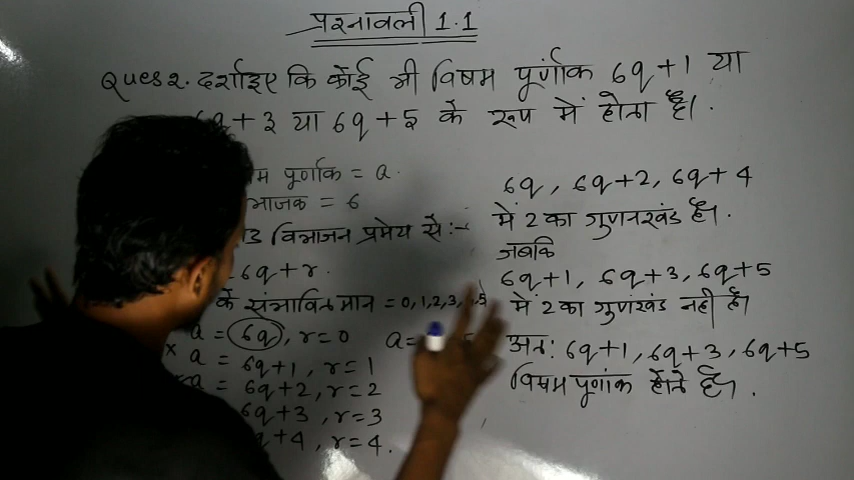 प्रश्नावली 1.1
Ques 2. दर्शाइए कि कोई भी विषम पूर्णांक 6q+1 या
+3 या 6q+5 के रूप में होता है।
पूर्णांक = a.
भाजक = 6
विभाजन प्रमेय से:-
6q+r.
के संभावित मान = 0,1,2,3,
a = 6q, r=0
a=
a = 6q+1, r=1
a = 6q+2, r=2
6q+3, r=3
+4, r=4.
6q, 6q+2, 6q+4
में 2 का गुणनखंड है।
जबकि
6q+1, 6q+3, 6q+5
में 2 का गुणखंड नही है।
अत: 6q+1, 6q+3, 6q+5
विषम पूर्णांक होते है।